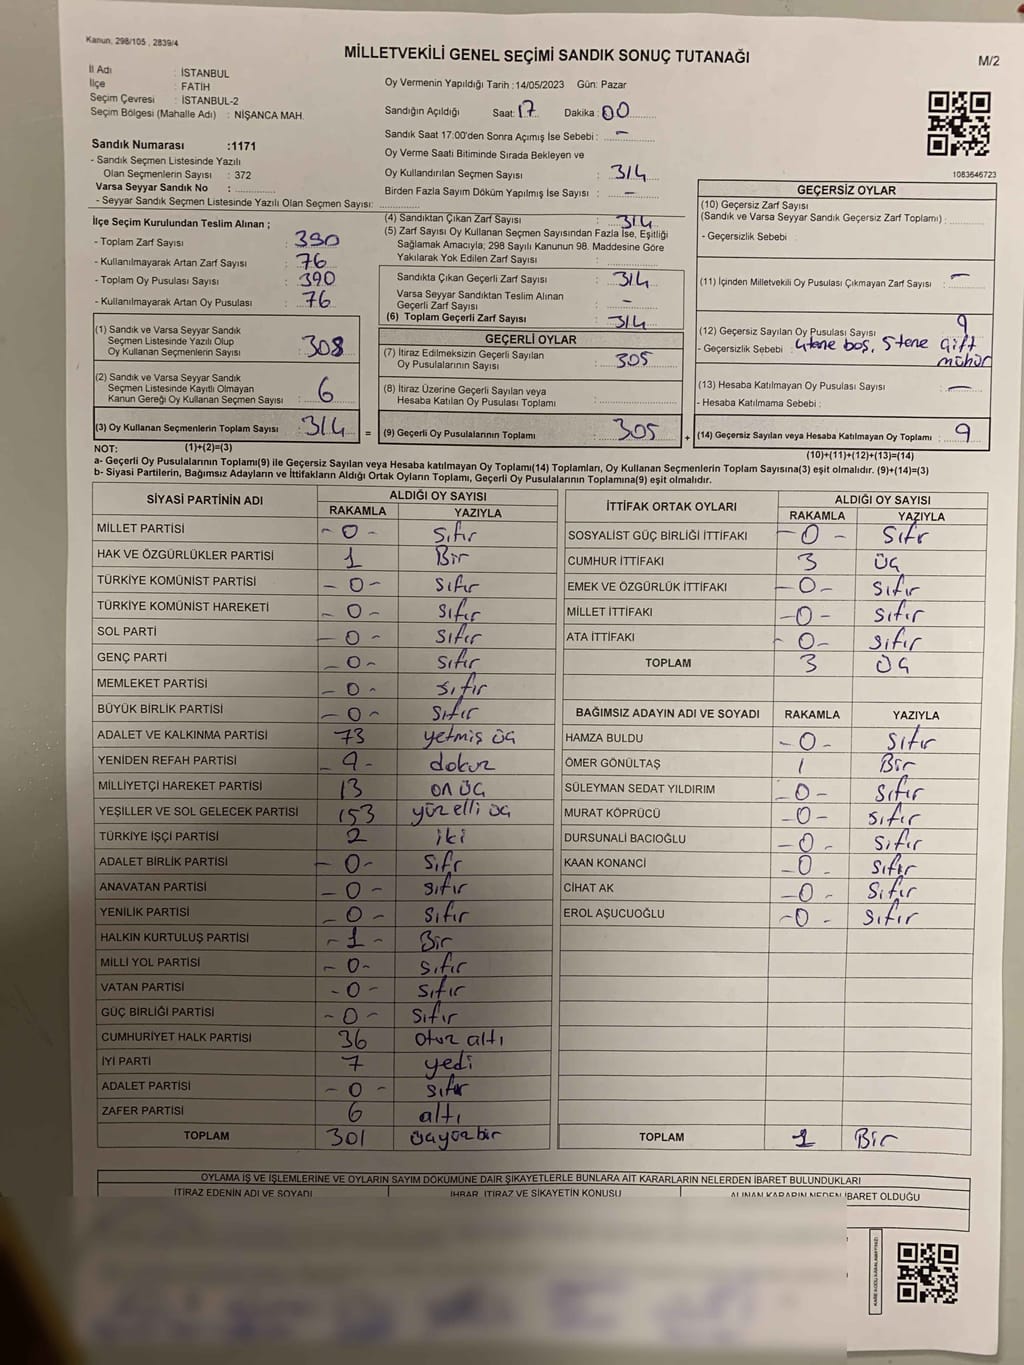 Kanun, 298/105 , 2839/4
MİLLETVEKİLİ GENEL SEÇİMİ SANDIK SONUÇ TUTANAĞI
M/2
İl Adı : İSTANBUL
İlçe : FATİH
Seçim Çevresi : İSTANBUL-2
Seçim Bölgesi (Mahalle Adı) : NİŞANCA MAH.
Sandık Numarası :1171
- Sandık Seçmen Listesinde Yazılı
Olan Seçmenlerin Sayısı : 372
Varsa Seyyar Sandık No :
- Seyyar Sandık Seçmen Listesinde Yazılı Olan Seçmen Sayısı:
Oy Vermenin Yapıldığı Tarih : 14/05/2023 Gün: Pazar
Sandığın Açıldığı Saat: 17 Dakika : 00
Sandık Saat 17:00'den Sonra Açımış İse Sebebi : -
Oy Verme Saati Bitiminde Sırada Bekleyen ve
Oy Kullandırılan Seçmen Sayısı : 314
Birden Fazla Sayım Döküm Yapılmış İse Sayısı : -
1083646723
İlçe Seçim Kurulundan Teslim Alınan ;
- Toplam Zarf Sayısı : 390
- Kullanılmayarak Artan Zarf Sayısı : 76
- Toplam Oy Pusulası Sayısı : 390
- Kullanılmayarak Artan Oy Pusulası : 76
(1) Sandık ve Varsa Seyyar Sandık
Seçmen Listesinde Yazılı Olup
Oy Kullanan Seçmenlerin Sayısı : 308
(2) Sandık ve Varsa Seyyar Sandık
Seçmen Listesinde Kayıtlı Olmayan
Kanun Gereği Oy Kullanan Seçmen Sayısı : 6
(3) Oy Kullanan Seçmenlerin Toplam Sayısı : 314 =
(4) Sandıktan Çıkan Zarf Sayısı : 314
(5) Zarf Sayısı Oy Kullanan Seçmen Sayısından Fazla İse, Eşitliği
Sağlamak Amacıyla; 298 Sayılı Kanunun 98. Maddesine Göre
Yakılarak Yok Edilen Zarf Sayısı :
Sandıkta Çıkan Geçerli Zarf Sayısı : 314
Varsa Seyyar Sandıktan Teslim Alınan
Geçerli Zarf Sayısı : -
(6) Toplam Geçerli Zarf Sayısı : 314
GEÇERLİ OYLAR
(7) İtiraz Edilmeksizin Geçerli Sayılan
Oy Pusulalarının Sayısı : 305
(8) İtiraz Üzerine Geçerli Sayılan veya
Hesaba Katılan Oy Pusulası Toplamı :
(9) Geçerli Oy Pusulalarının Toplamı : 305 +
GEÇERSİZ OYLAR
(10) Geçersiz Zarf Sayısı
(Sandık ve Varsa Seyyar Sandık Geçersiz Zarf Toplamı) :
- Geçersizlik Sebebi :
(11) İçinden Milletvekili Oy Pusulası Çıkmayan Zarf Sayısı : -
(12) Geçersiz Sayılan Oy Pusulası Sayısı : 9
- Geçersizlik Sebebi : 4tane boş, 5tene çift
mühür
(13) Hesaba Katılmayan Oy Pusulası Sayısı : -
- Hesaba Katılmama Sebebi :
(14) Geçersiz Sayılan veya Hesaba Katılmayan Oy Toplamı : 9
NOT: (1)+(2)=(3)
(10)+(11)+(12)+(13)=(14)
a- Geçerli Oy Pusulalarının Toplamı(9) ile Geçersiz Sayılan veya Hesaba katılmayan Oy Toplamı(14) Toplamları, Oy Kullanan Seçmenlerin Toplam Sayısına(3) eşit olmalıdır. (9)+(14)=(3)
b- Siyasi Partilerin, Bağımsız Adayların ve İttifakların Aldığı Ortak Oyların Toplamı, Geçerli Oy Pusulalarının Toplamına(9) eşit olmalıdır.
SİYASİ PARTİNİN ADI ALDIĞI OY SAYISI
RAKAMLA YAZIYLA
MİLLET PARTİSİ - 0 - Sıfır
HAK VE ÖZGÜRLÜKLER PARTİSİ 1 Bir
TÜRKİYE KOMÜNİST PARTİSİ - 0 - Sıfır
TÜRKİYE KOMÜNİST HAREKETİ - 0 - Sıfır
SOL PARTİ - 0 - Sıfır
GENÇ PARTİ - 0 - Sıfır
MEMLEKET PARTİSİ - 0 - sıfır
BÜYÜK BİRLİK PARTİSİ - 0 - Sıfır
ADALET VE KALKINMA PARTİSİ 73 yetmiş üç
YENİDEN REFAH PARTİSİ - 9 - dokuz
MİLLİYETÇİ HAREKET PARTİSİ 13 on üç
YEŞİLLER VE SOL GELECEK PARTİSİ 153 yüz elli üç
TÜRKİYE İŞÇİ PARTİSİ 2 iki
ADALET BİRLİK PARTİSİ - 0 - Sıfr
ANAVATAN PARTİSİ - 0 - sıfır
YENİLİK PARTİSİ - 0 - Sıfır
HALKIN KURTULUŞ PARTİSİ - 1 - Bir
MİLLİ YOL PARTİSİ - 0 - Sıfır
VATAN PARTİSİ - 0 - Sıfır
GÜÇ BİRLİĞİ PARTİSİ - 0 - Sıfır
CUMHURİYET HALK PARTİSİ 36 Otuz altı
İYİ PARTİ 7 yedi
ADALET PARTİSİ - 0 - sıfır
ZAFER PARTİSİ 6 altı
TOPLAM 301 üçyüz bir
İTTİFAK ORTAK OYLARI ALDIĞI OY SAYISI
RAKAMLA YAZIYLA
SOSYALİST GÜÇ BİRLİĞİ İTTİFAKI - 0 - Sıfr
CUMHUR İTTİFAKI 3 üç
EMEK VE ÖZGÜRLÜK İTTİFAKI - 0 - Sıfır
MİLLET İTTİFAKI - 0 - Sıfır
ATA İTTİFAKI - 0 - sıfır
TOPLAM 3 üç
BAĞIMSIZ ADAYIN ADI VE SOYADI RAKAMLA YAZIYLA
HAMZA BULDU - 0 - Sıfır
ÖMER GÖNÜLTAŞ 1 Bir
SÜLEYMAN SEDAT YILDIRIM - 0 - Sıfır
MURAT KÖPRÜCÜ - 0 - Sıfır
DURSUNALİ BACIOĞLU - 0 - Sıfır
KAAN KONANCİ - 0 - Sıfır
CİHAT AK - 0 - Sıfır
EROL AŞUCUOĞLU - 0 - Sıfır
TOPLAM 1 Bir
OYLAMA İŞ VE İŞLEMLERİNE VE OYLARIN SAYIM DÖKÜMÜNE DAİR ŞİKAYETLERLE BUNLARA AİT KARARLARIN NELERDEN İBARET BULUNDUKLARI
İTİRAZ EDENİN ADI VE SOYADI İHBAR, İTİRAZ VE ŞİKAYETİN KONUSU ALINAN KARARIN NEDEN İBARET OLDUĞU